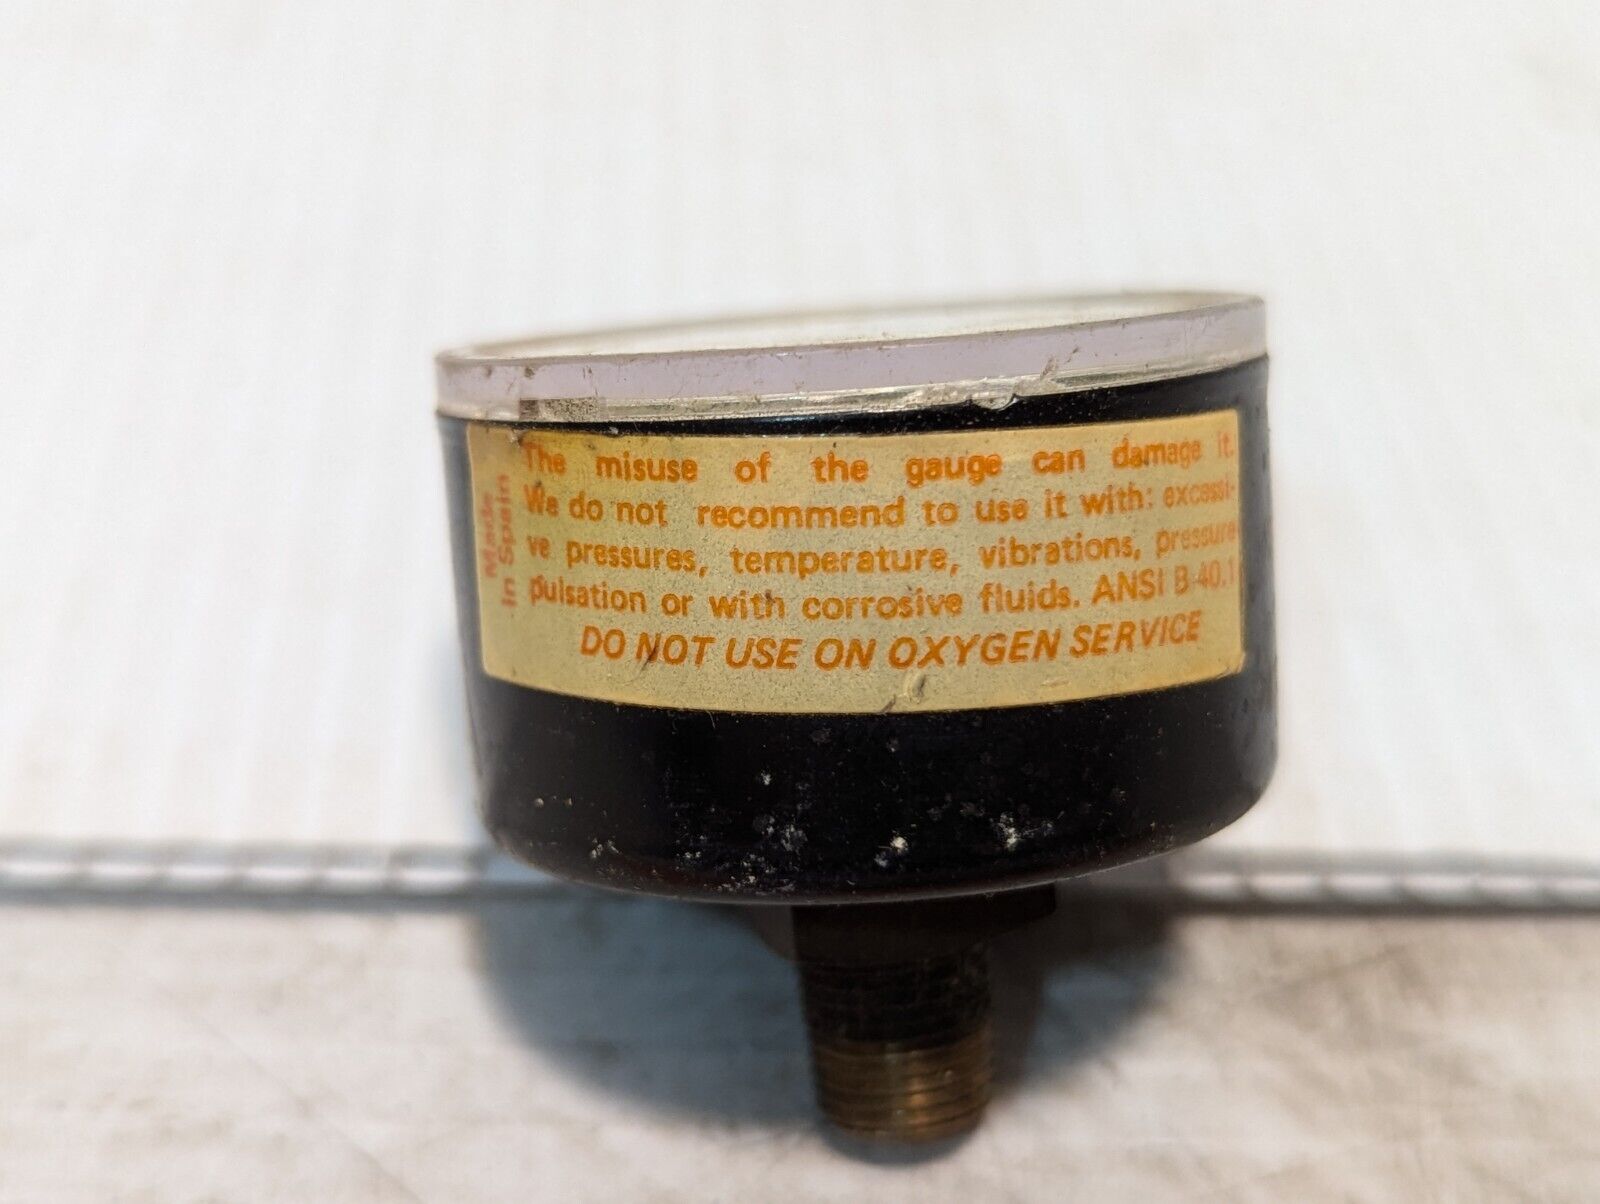 Made
in Spain
The misuse of the gauge can damage it.
We do not recommend to use it with: excessi-
ve pressures, temperature, vibrations, pressure
pulsation or with corrosive fluids. ANSI B-40.1
DO NOT USE ON OXYGEN SERVICE